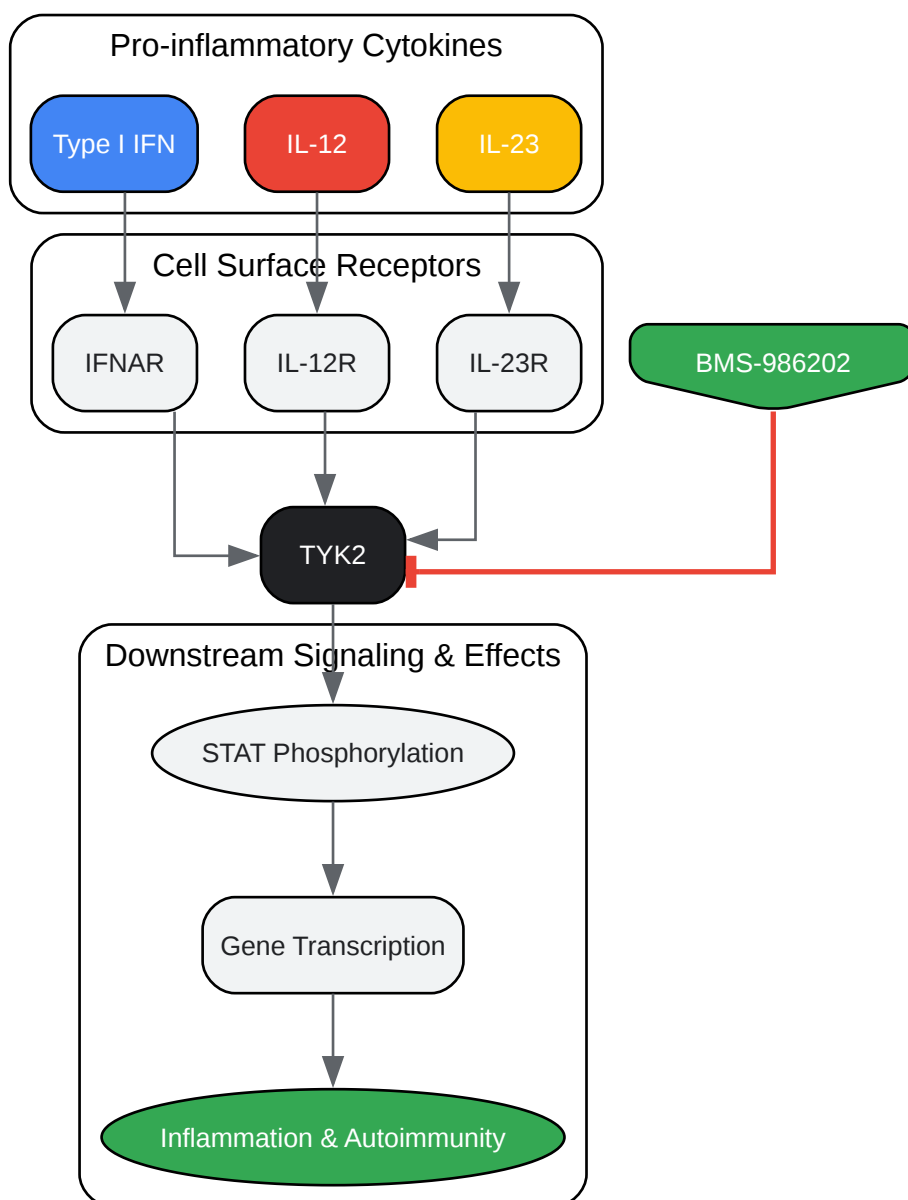 Pro-inflammatory Cytokines
Type I IFN
IL-12
IL-23
Cell Surface Receptors
IFNAR
IL-12R
IL-23R
BMS-986202
TYK2
Downstream Signaling & Effects
STAT Phosphorylation
Gene Transcription
Inflammation & Autoimmunity